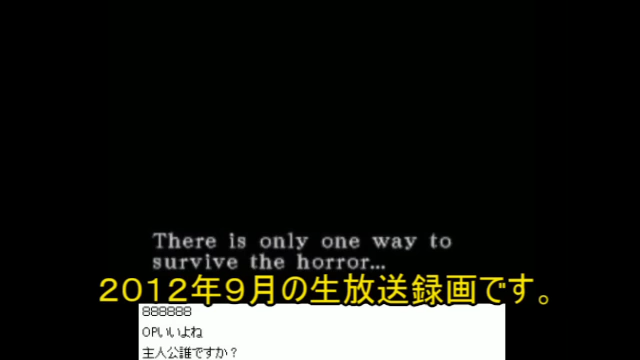 There is only one way to
survive the horror...
２０１２年９月の生放送録画です。
888888
OPいいよね
主人公誰ですか？